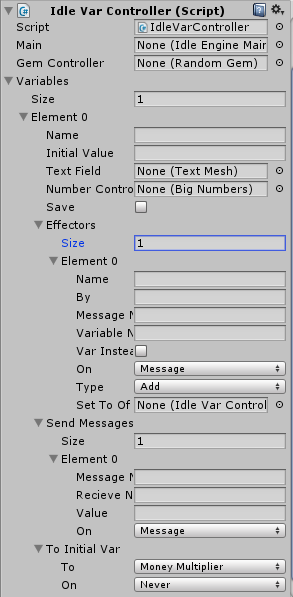 Idle Var Controller (Script)
Script IdleVarController
Main None (Idle Engine Mair
Gem Controller None (Random Gem)
Variables
Size 1
Element 0
Name
Initial Value
Text Field None (Text Mesh)
Number Contro None (Big Numbers)
Save
Effectors
Size 1
Element 0
Name
By
Message N
Variable N
Var Instea
On Message
Type Add
Set To Of None (Idle Var Control
Send Messages
Size 1
Element 0
Message N
Recieve N
Value
On Message
To Initial Var
To Money Multiplier
On Never